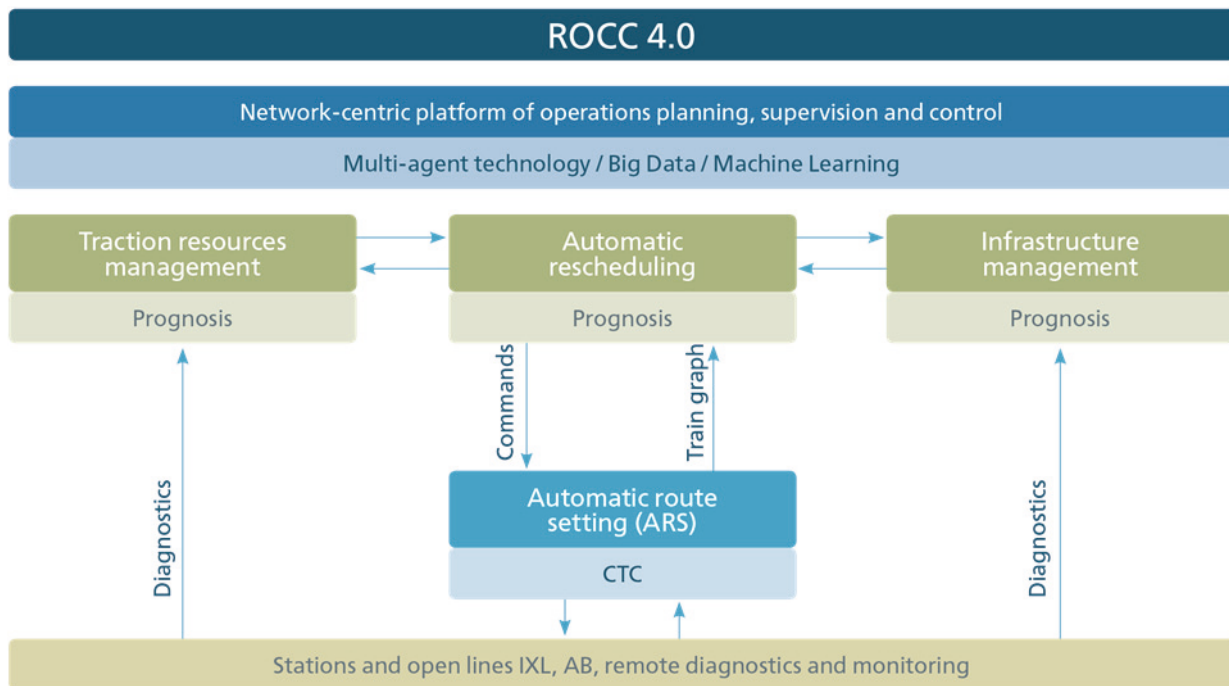 ROCC 4.0
Network-centric platform of operations planning, supervision and control
Multi-agent technology / Big Data / Machine Learning
Traction resources
management
Prognosis
Automatic
rescheduling
Prognosis
Infrastructure
management
Prognosis
Commands
Train graph
Diagnostics
Automatic route
setting (ARS)
CTC
Diagnostics
Stations and open lines IXL, AB, remote diagnostics and monitoring